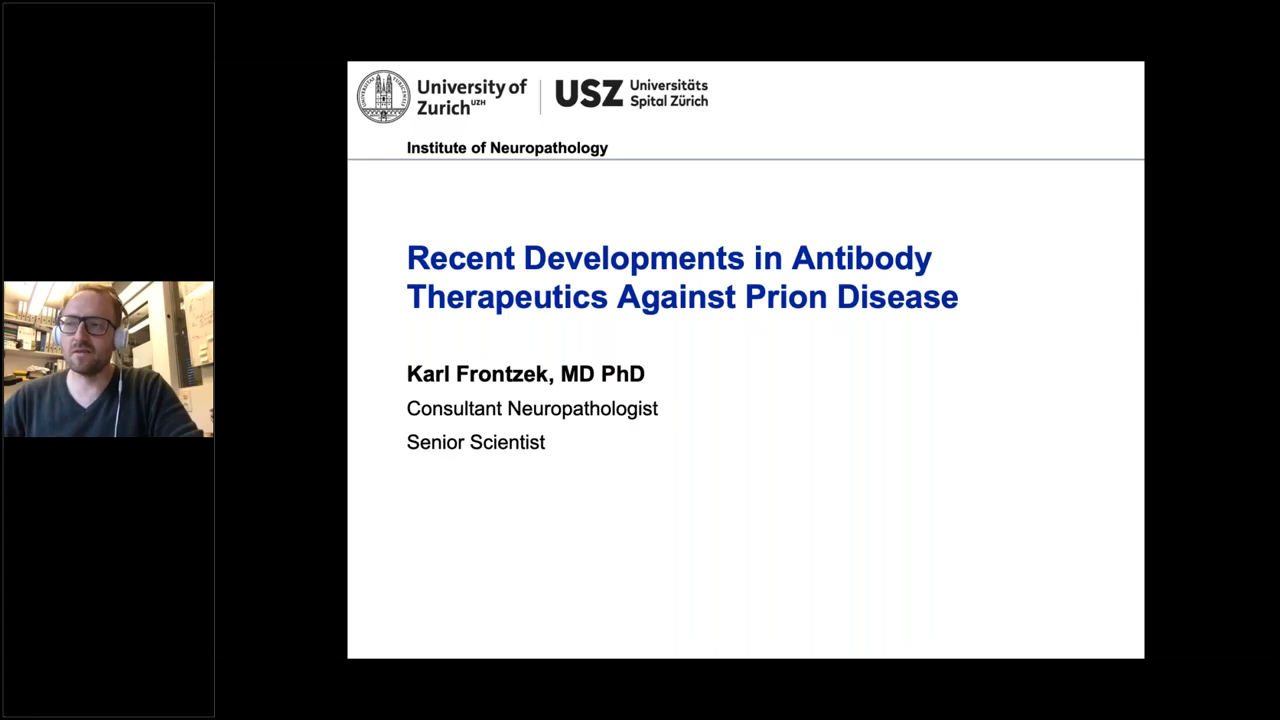 University of
Zurich UZH
USZ Universitäts
Spital Zürich
Institute of Neuropathology
Recent Developments in Antibody
Therapeutics Against Prion Disease
Karl Frontzek, MD PhD
Consultant Neuropathologist
Senior Scientist